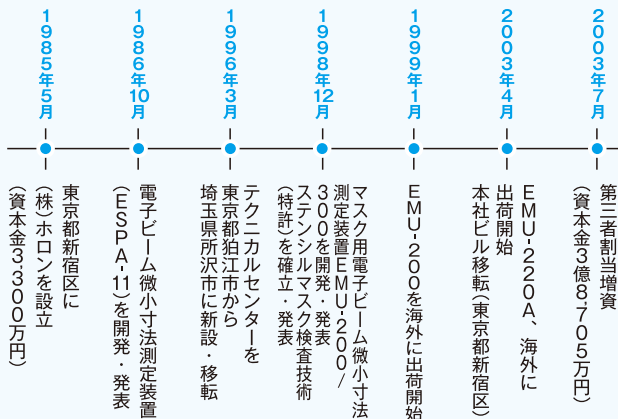 1985年5月
東京都新宿区に
（株）ホロンを設立
（資本金3,300万円）
1986年10月
電子ビーム微小寸法測定装置
（ESPA-11）を開発・発表
1996年3月
テクニカルセンターを
東京都狛江市から
埼玉県所沢市に新設・移転
1998年12月
マスク用電子ビーム微小寸法
測定装置EMU-200/
300を開発・発表
ステンシルマスク検査技術
（特許）を確立・発表
1999年1月
EMU-200を海外に出荷開始
2003年4月
EMU-220A、海外に
出荷開始
本社ビル移転（東京都新宿区）
2003年7月
第三者割当増資
（資本金3億8,705万円）